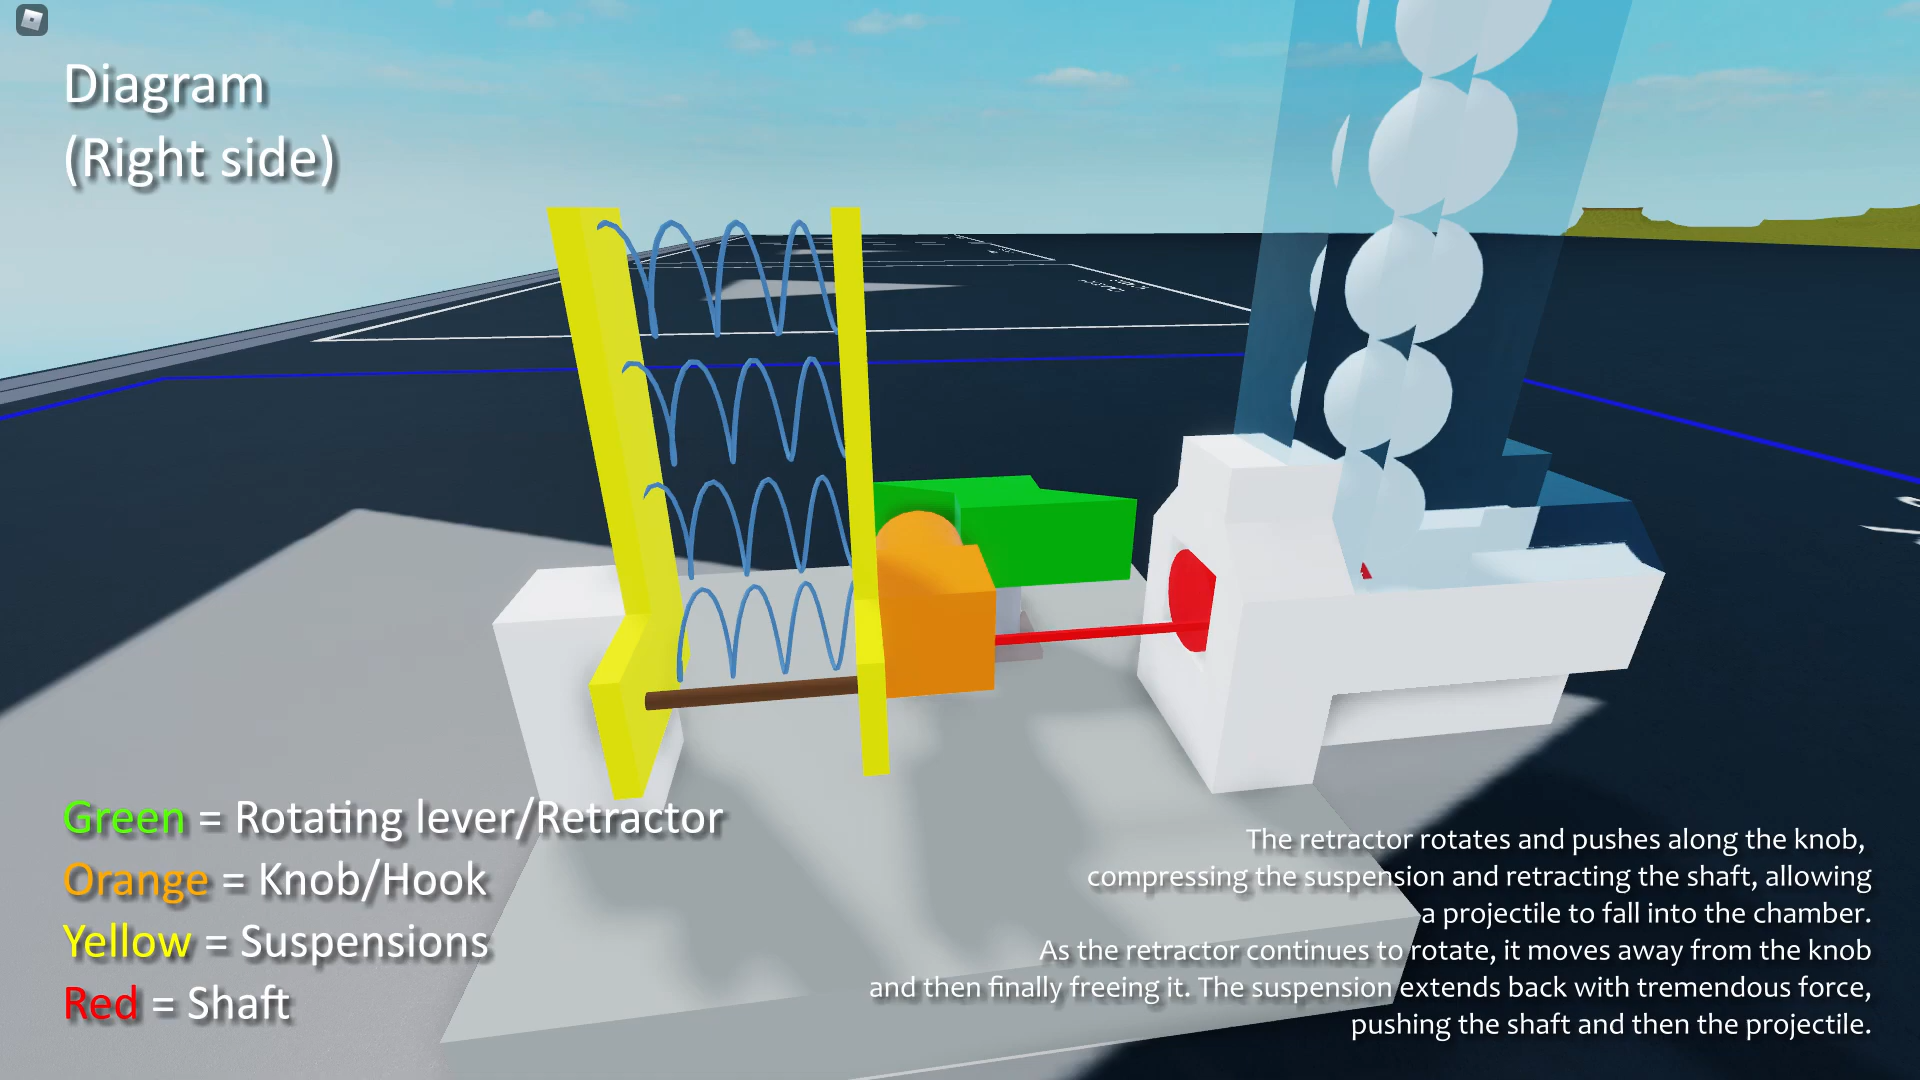 Diagram
(Right side)
Green = Rotating lever/Retractor
Orange = Knob/Hook
Yellow = Suspensions
Red = Shaft
The retractor rotates and pushes along the knob,
compressing the suspension and retracting the shaft, allowing
a projectile to fall into the chamber.
As the retractor continues to rotate, it moves away from the knob
and then finally freeing it. The suspension extends back with tremendous force,
pushing the shaft and then the projectile.